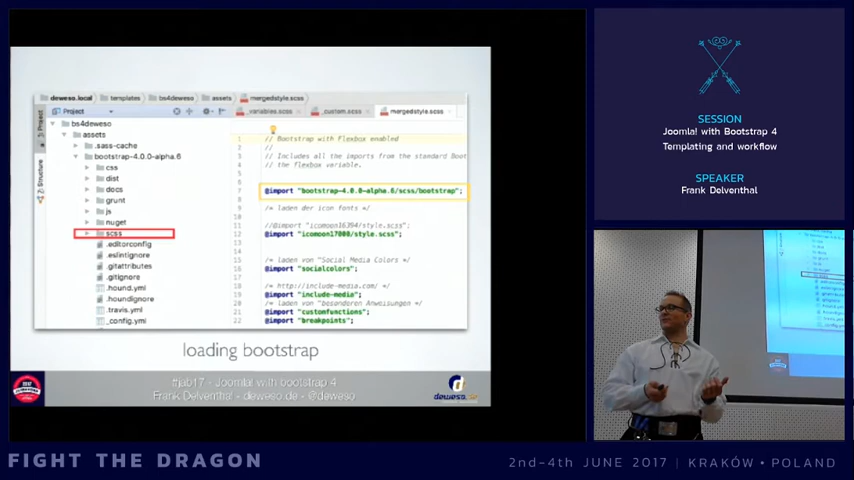 deweso.local templates bs4deweso assets mergedstyle.scss
Project
_variables.scss _custom.scss mergedstyle.scss
1: Project
Structure
bs4deweso
assets
.sass-cache
bootstrap-4.0.0-alpha.6
css
dist
docs
grunt
js
nuget
scss
.editorconfig
.eslintignore
.gitattributes
.gitignore
.hound.yml
.houndignore
.travis.yml
_config.yml
1 // Bootstrap with Flexbox enabled
2 //
3 // Includes all the imports from the standard Boot
4 // the flexbox variable.
5
6
7 @import "bootstrap-4.0.0-alpha.6/scss/bootstrap";
8
9 /* laden der icon fonts */
10
11 //@import "icomoon16394/style.scss";
12 @import "icomoon17000/style.scss";
13
14
15 /* laden von "Social Media Colors */
16 @import "socialcolors";
17
18 /* http://include-media.com/ */
19 @import "include-media";
20 /* laden von "besonderen Anweisungen */
21 @import "customfunctions";
22 @import "breakpoints";
loading bootstrap
#jab17 - Joomla! with bootstrap 4
Frank Delventhal - deweso.de - @deweso
deweso.de
SESSION
Joomla! with Bootstrap 4
Templating and workflow
SPEAKER
Frank Delventhal
FIGHT THE DRAGON
2nd-4th JUNE 2017 | KRAKÓW • POLAND